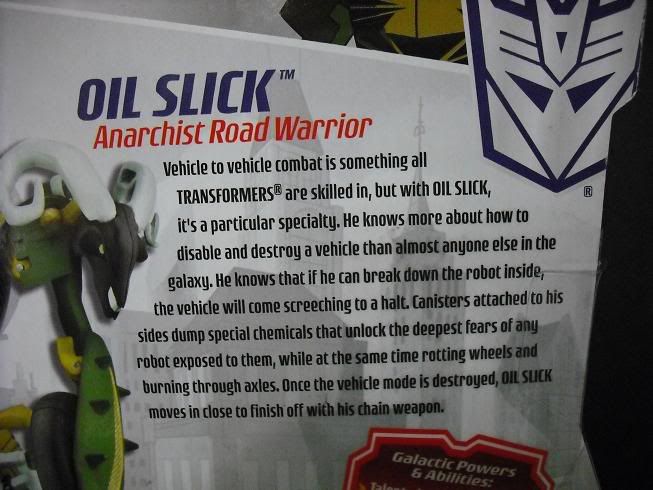 OIL SLICK™
Anarchist Road Warrior
Vehicle to vehicle combat is something all
TRANSFORMERS® are skilled in, but with OIL SLICK,
it's a particular specialty. He knows more about how to
disable and destroy a vehicle than almost anyone else in the
galaxy. He knows that if he can break down the robot inside,
the vehicle will come screeching to a halt. Canisters attached to his
sides dump special chemicals that unlock the deepest fears of any
robot exposed to them, while at the same time rotting wheels and
burning through axles. Once the vehicle mode is destroyed, OIL SLICK
moves in close to finish off with his chain weapon.
®
Galactic Powers
& Abilities: